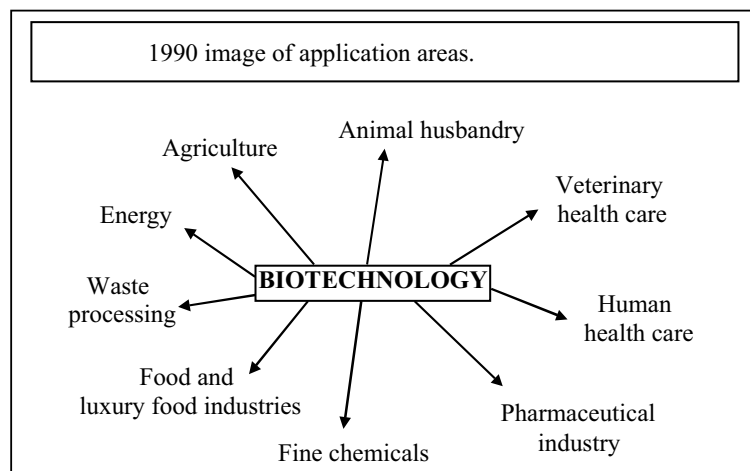 1990 image of application areas.
Animal husbandry
Agriculture
Veterinary
health care
Energy
BIOTECHNOLOGY
Waste
processing
Human
health care
Food and
luxury food industries
Pharmaceutical
industry
Fine chemicals